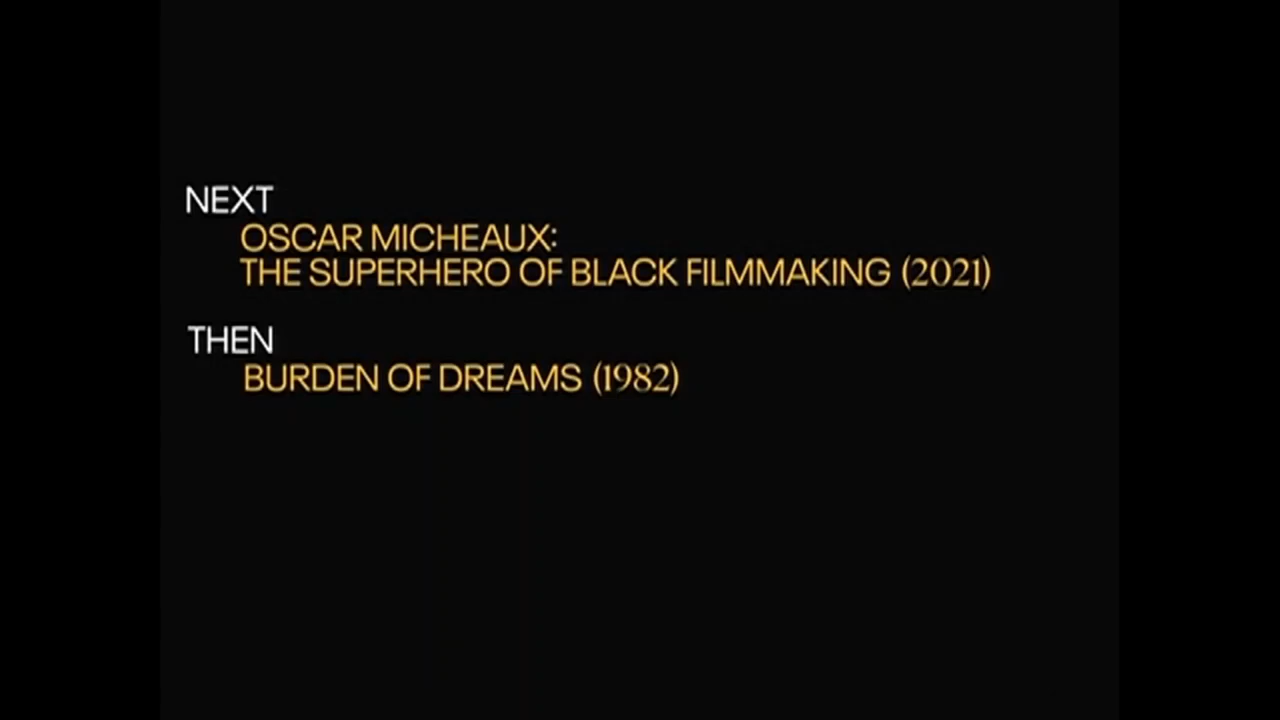 NEXT
OSCAR MICHEAUX:
THE SUPERHERO OF BLACK FILMMAKING (2021)
THEN
BURDEN OF DREAMS (1982)